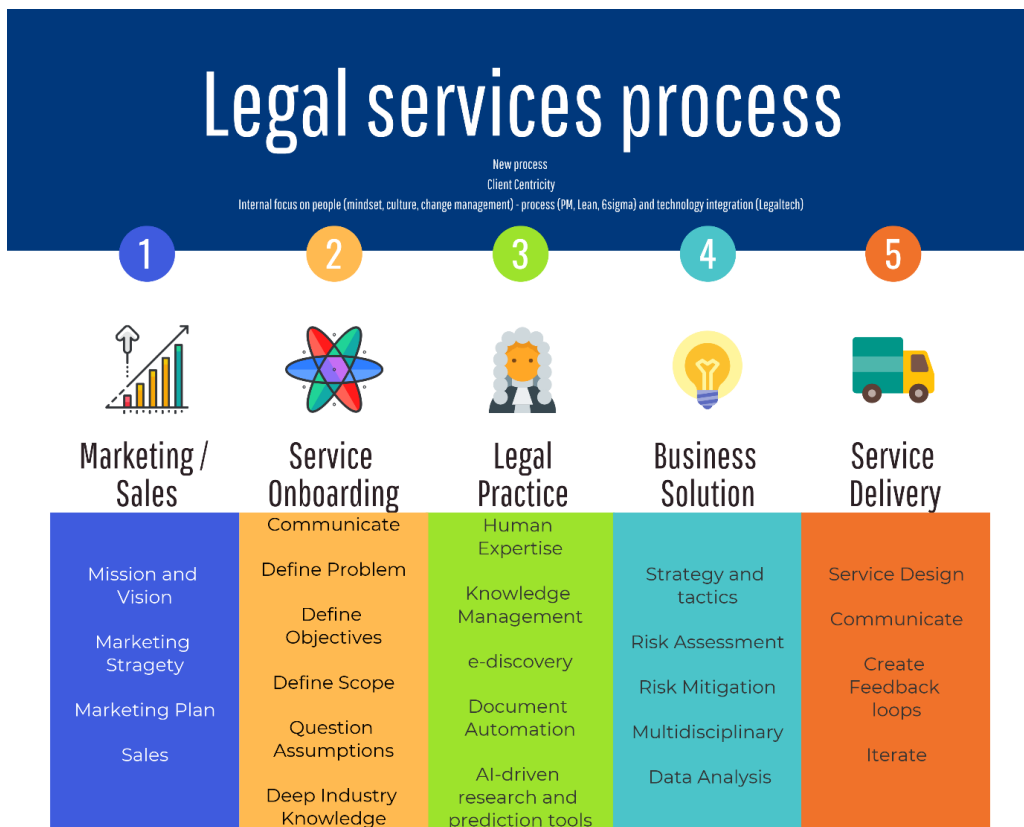 Legal services process
New process
Client Centricity
Internal focus on people (mindset, culture, change management) - process (PM, Lean, 6sigma) and technology integration (Legaltech)
1
2
3
4
5
Marketing /
Sales
Service
Onboarding
Legal
Practice
Business
Solution
Service
Delivery
Mission and
Vision
Marketing
Stragety
Marketing Plan
Sales
Communicate
Define Problem
Define
Objectives
Define Scope
Question
Assumptions
Deep Industry
Knowledge
Human
Expertise
Knowledge
Management
e-discovery
Document
Automation
AI-driven
research and
prediction tools
Strategy and
tactics
Risk Assessment
Risk Mitigation
Multidisciplinary
Data Analysis
Service Design
Communicate
Create
Feedback
loops
Iterate